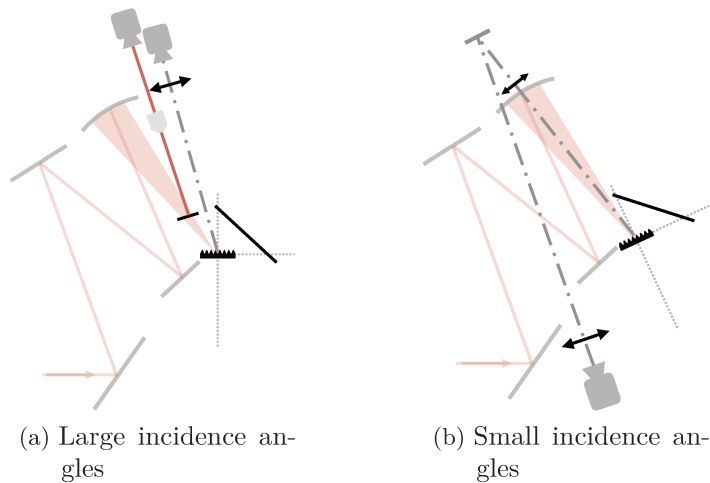 (a) Large incidence an-
gles
(b) Small incidence an-
gles